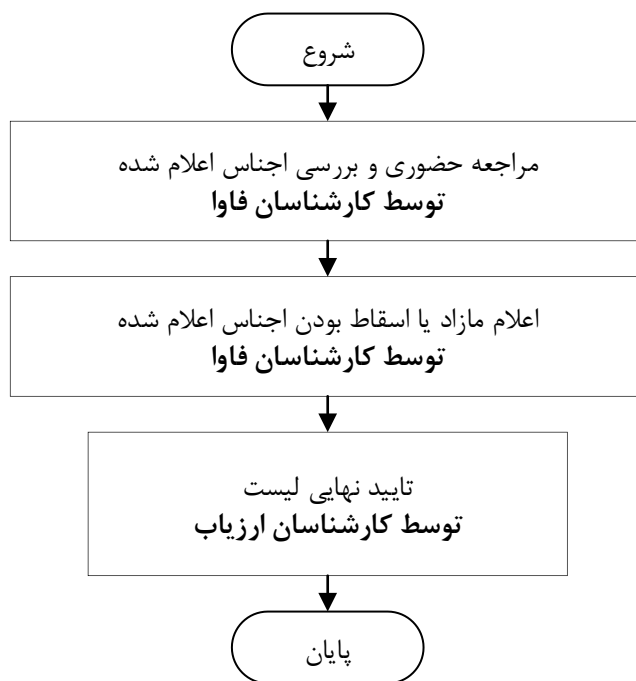 شروع
مراجعه حضوری و بررسی اجناس اعلام شده
توسط کارشناسان فاوا
اعلام مازاد یا اسقاط بودن اجناس اعلام شده
توسط کارشناسان فاوا
تایید نهایی لیست
توسط کارشناسان ارزیاب
پایان